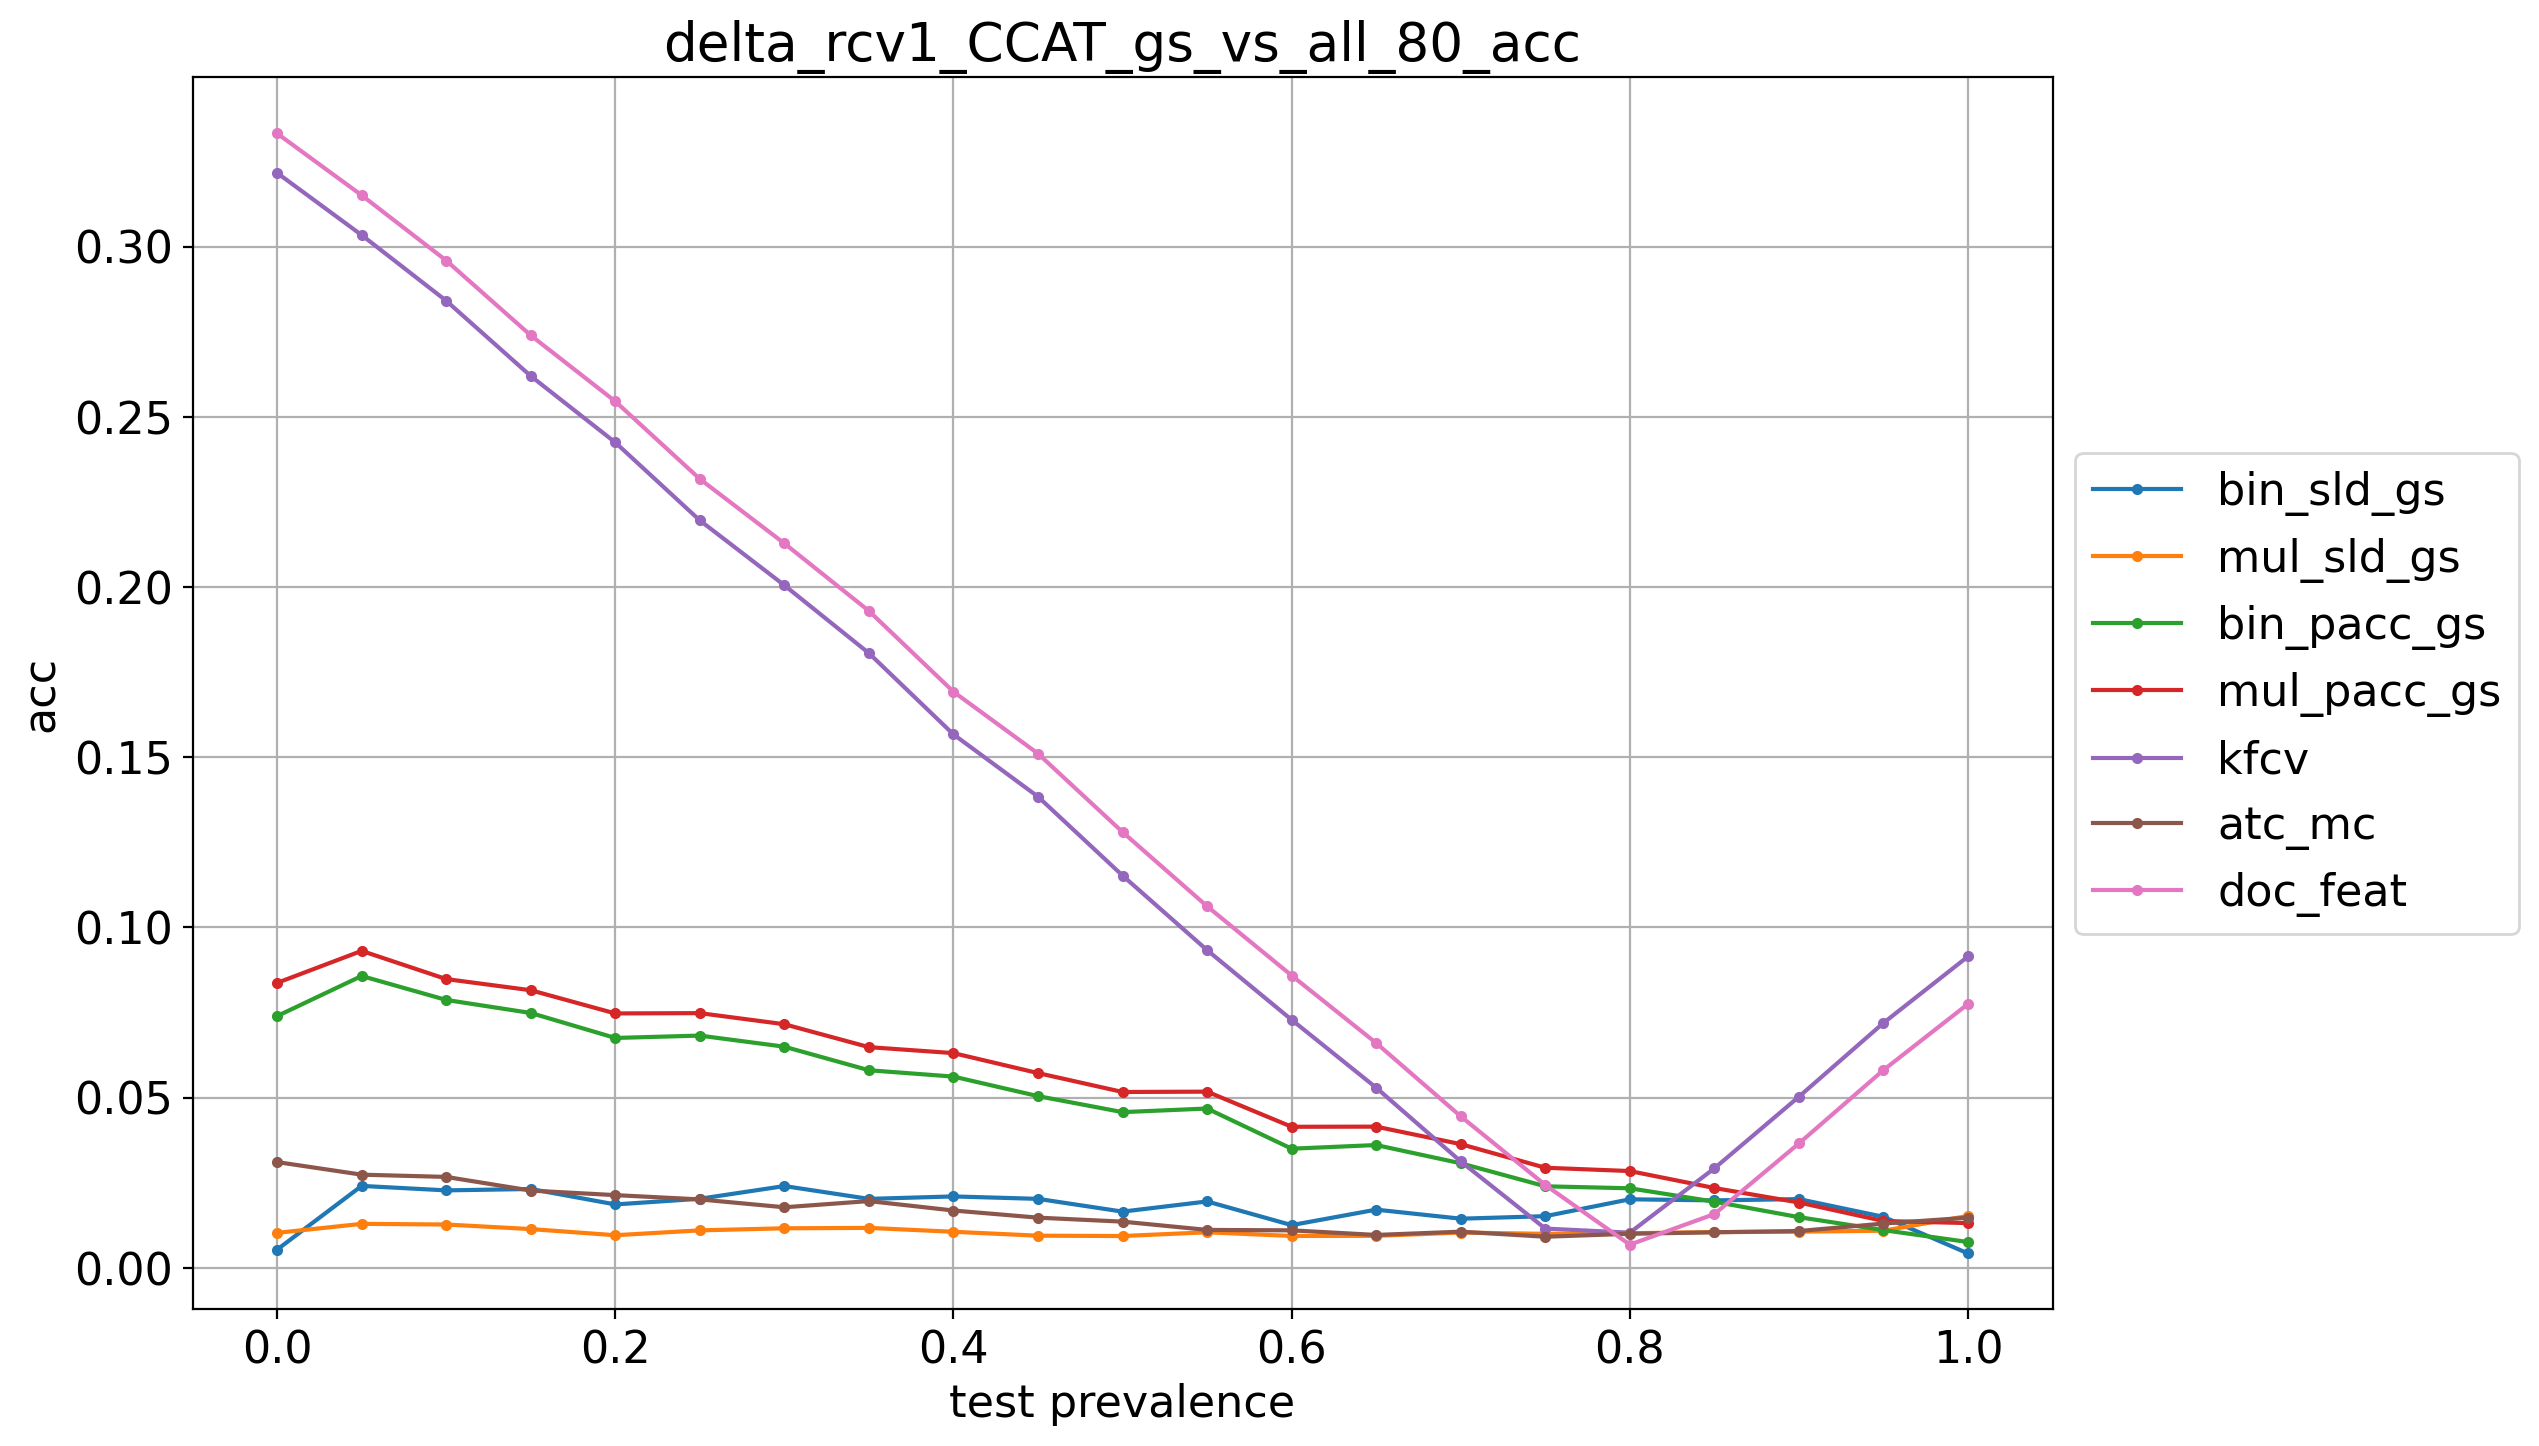 delta_rcv1_CCAT_gs_vs_all_80_acc
acc
0.30
0.25
0.20
0.15
0.10
0.05
0.00
0.0 0.2 0.4 0.6 0.8 1.0
test prevalence
bin_sld_gs
mul_sld_gs
bin_pacc_gs
mul_pacc_gs
kfcv
atc_mc
doc_feat